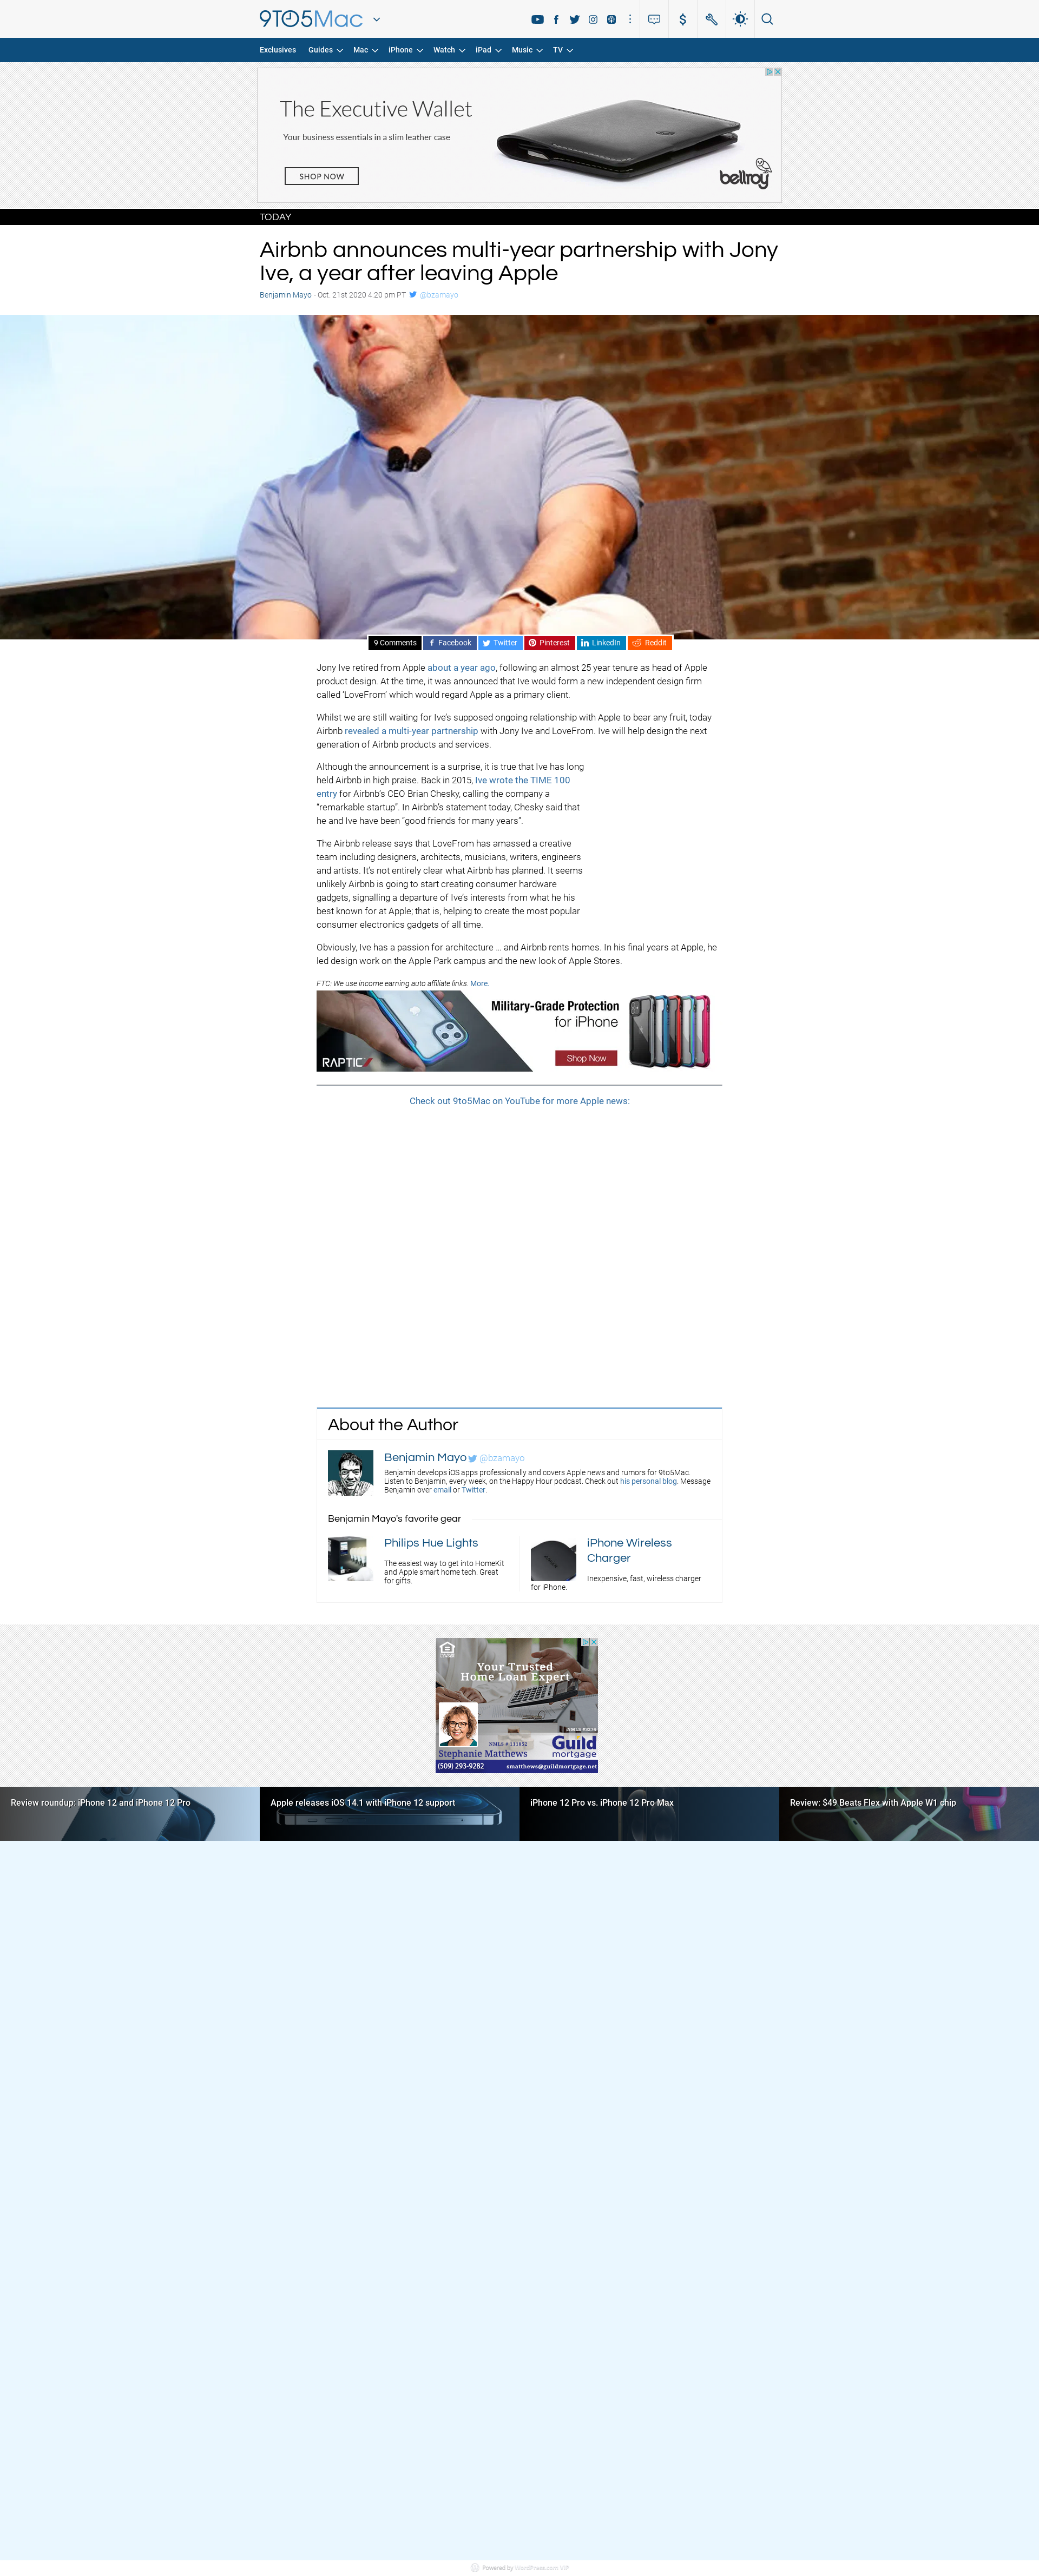 9TO5Mac
Exclusives Guides Mac iPhone Watch iPad Music TV
The Executive Wallet
Your business essentials in a slim leather case
SHOP NOW
bellroy
TODAY
Airbnb announces multi-year partnership with Jony
Ive, a year after leaving Apple
Benjamin Mayo - Oct. 21st 2020 4:20 pm PT @bzamayo
9 Comments Facebook Twitter Pinterest LinkedIn Reddit
Jony Ive retired from Apple about a year ago, following an almost 25 year tenure as head of Apple
product design. At the time, it was announced that Ive would form a new independent design firm
called ‘LoveFrom’ which would regard Apple as a primary client.
Whilst we are still waiting for Ive’s supposed ongoing relationship with Apple to bear any fruit, today
Airbnb revealed a multi-year partnership with Jony Ive and LoveFrom. Ive will help design the next
generation of Airbnb products and services.
Although the announcement is a surprise, it is true that Ive has long
held Airbnb in high praise. Back in 2015, Ive wrote the TIME 100
entry for Airbnb’s CEO Brian Chesky, calling the company a
“remarkable startup”. In Airbnb’s statement today, Chesky said that
he and Ive have been “good friends for many years”.
The Airbnb release says that LoveFrom has amassed a creative
team including designers, architects, musicians, writers, engineers
and artists. It’s not entirely clear what Airbnb has planned. It seems
unlikely Airbnb is going to start creating consumer hardware
gadgets, signalling a departure of Ive’s interests from what he his
best known for at Apple; that is, helping to create the most popular
consumer electronics gadgets of all time.
Obviously, Ive has a passion for architecture … and Airbnb rents homes. In his final years at Apple, he
led design work on the Apple Park campus and the new look of Apple Stores.
FTC: We use income earning auto affiliate links. More.
Military-Grade Protection
for iPhone
Shop Now
RAPTIC
Check out 9to5Mac on YouTube for more Apple news:
About the Author
Benjamin Mayo @bzamayo
Benjamin develops iOS apps professionally and covers Apple news and rumors for 9to5Mac.
Listen to Benjamin, every week, on the Happy Hour podcast. Check out his personal blog. Message
Benjamin over email or Twitter.
Benjamin Mayo's favorite gear
Philips Hue Lights
The easiest way to get into HomeKit
and Apple smart home tech. Great
for gifts.
iPhone Wireless
Charger
Inexpensive, fast, wireless charger
for iPhone.
Your Trusted
Home Loan Expert
NMLS #3274
NMLS # 111852
Stephanie Matthews
Guild
mortgage
(509) 293-9282 smatthews@guildmortgage.net
Review roundup: iPhone 12 and iPhone 12 Pro
Apple releases iOS 14.1 with iPhone 12 support
iPhone 12 Pro vs. iPhone 12 Pro Max
Review: $49 Beats Flex with Apple W1 chip
Powered by WordPress.com VIP